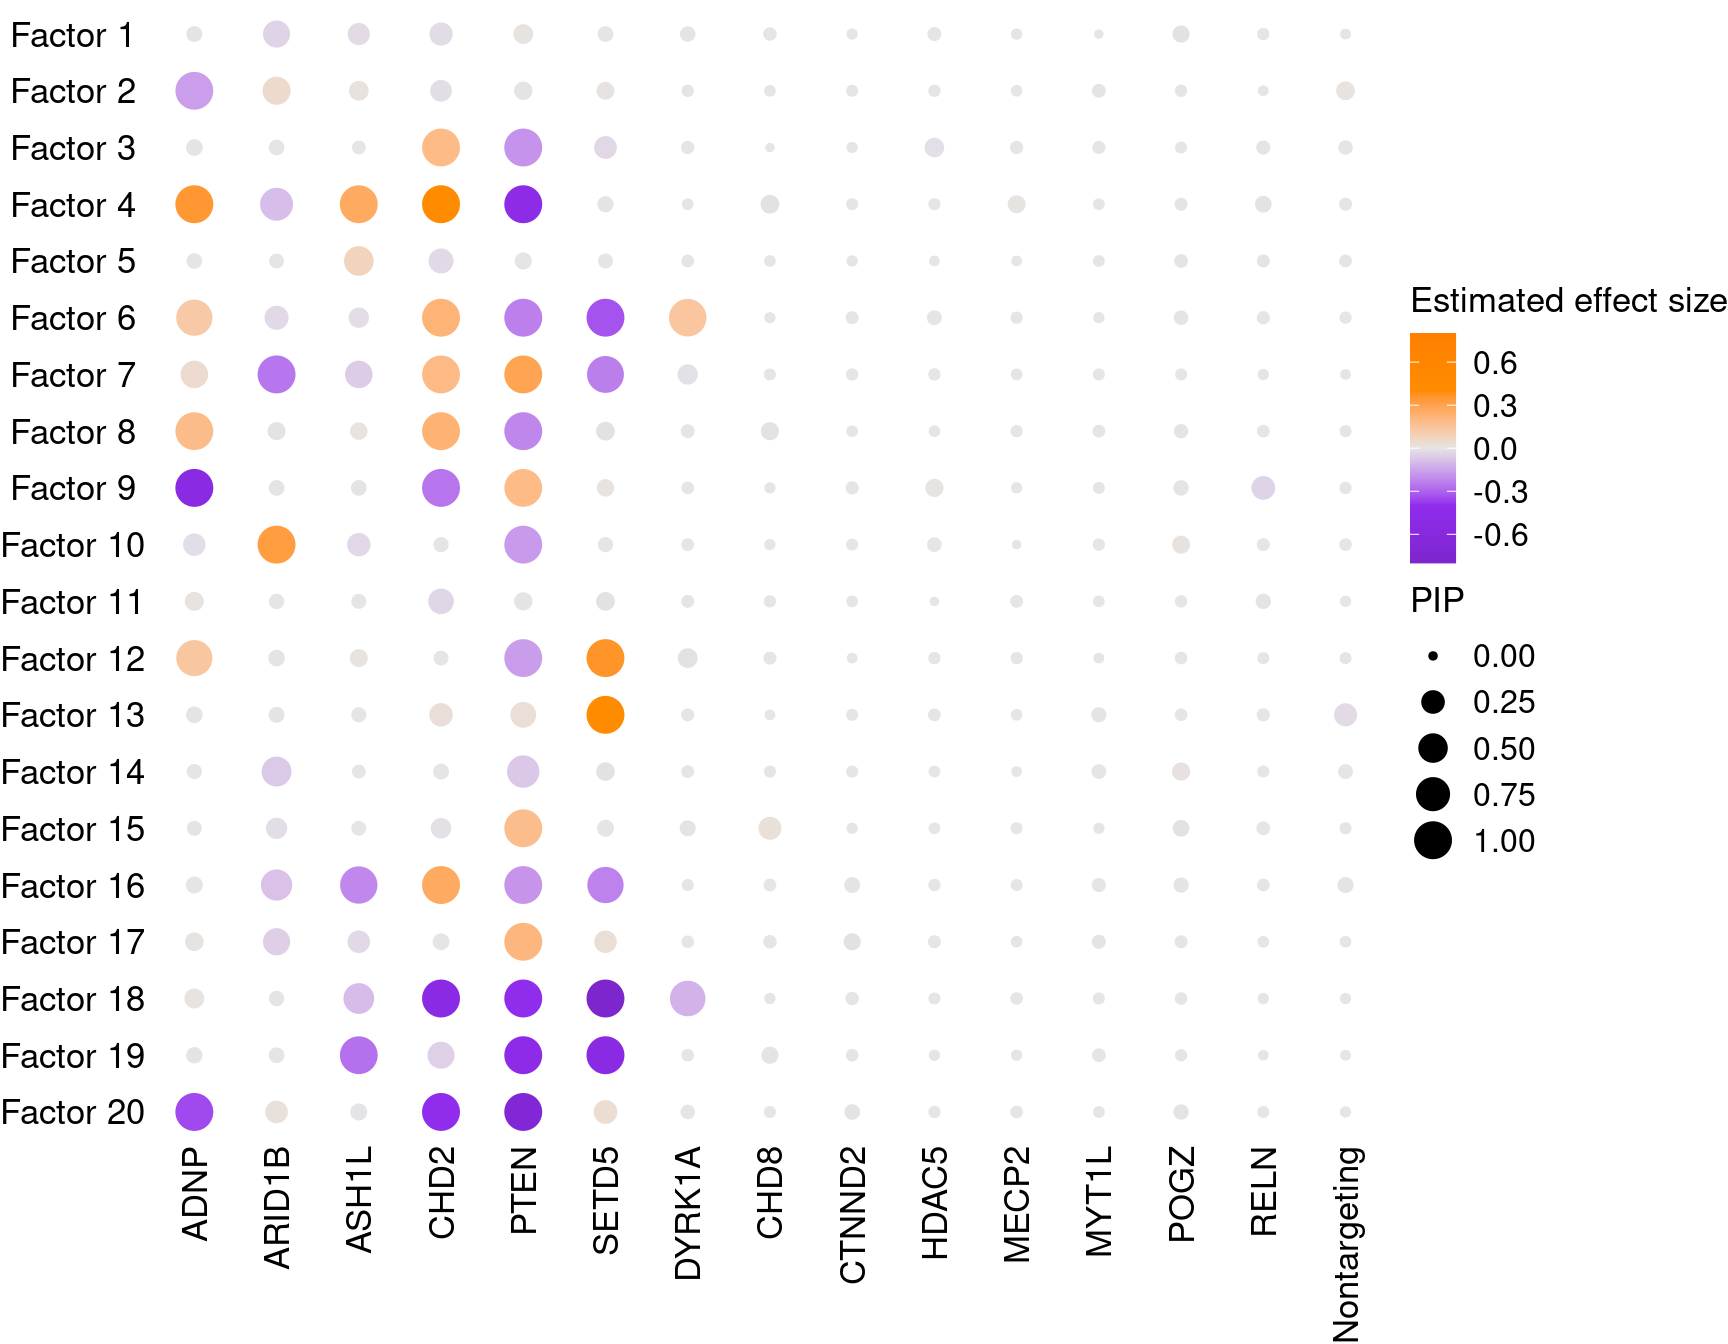 Factor 1
Factor 2
Factor 3
Factor 4
Factor 5
Factor 6
Factor 7
Factor 8
Factor 9
Factor 10
Factor 11
Factor 12
Factor 13
Factor 14
Factor 15
Factor 16
Factor 17
Factor 18
Factor 19
Factor 20
ADNP
ARID1B
ASH1L
CHD2
PTEN
SETD5
DYRK1A
CHD8
CTNND2
HDAC5
MECP2
MYT1L
POGZ
RELN
Nontargeting
Estimated effect size
0.6
0.3
0.0
-0.3
-0.6
PIP
0.00
0.25
0.50
0.75
1.00